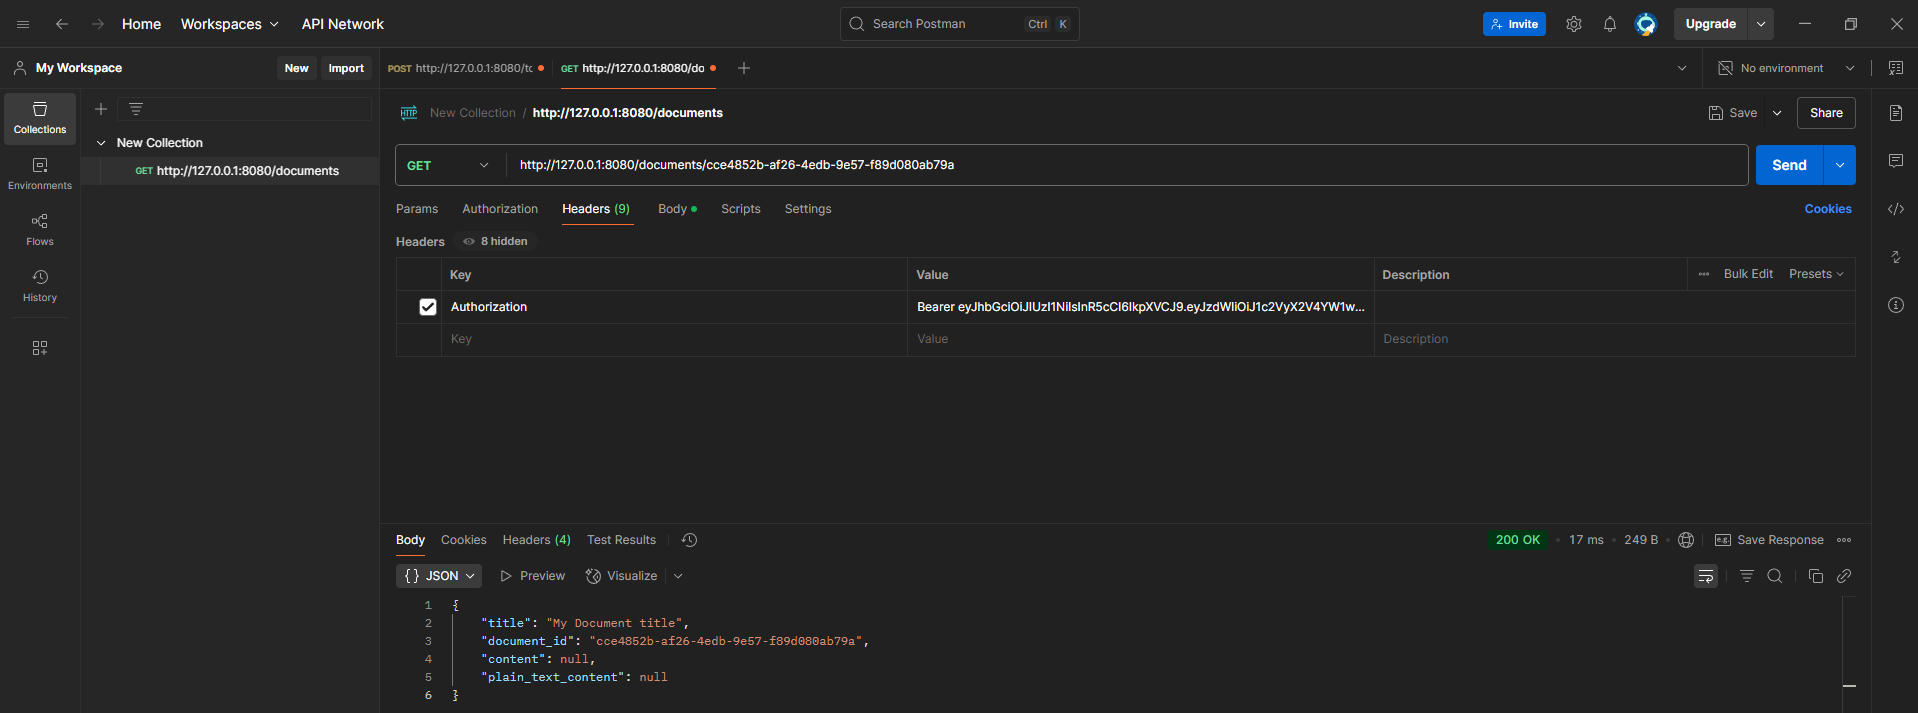 Home Workspaces API Network Search Postman Ctrl K Invite Upgrade
My Workspace New Import POST http://127.0.0.1:8080/tc GET http://127.0.0.1:8080/do No environment
Collections
Environments
Flows
History
New Collection
GET http://127.0.0.1:8080/documents
HTTP New Collection / http://127.0.0.1:8080/documents Save Share
GET http://127.0.0.1:8080/documents/cce4852b-af26-4edb-9e57-f89d080ab79a Send
Params Authorization Headers (9) Body Scripts Settings Cookies
Headers 8 hidden
Key Value Description Bulk Edit Presets
Authorization Bearer eyJhbGciOiJIUzI1NiIsInR5cCI6IkpXVCJ9.eyJzdWIiOiJ1c2VyX2V4YW1w...
Key Value Description
Body Cookies Headers (4) Test Results 200 OK 17 ms 249 B e.g. Save Response
{} JSON Preview Visualize
1 {
2 "title": "My Document title",
3 "document_id": "cce4852b-af26-4edb-9e57-f89d080ab79a",
4 "content": null,
5 "plain_text_content": null
6 }